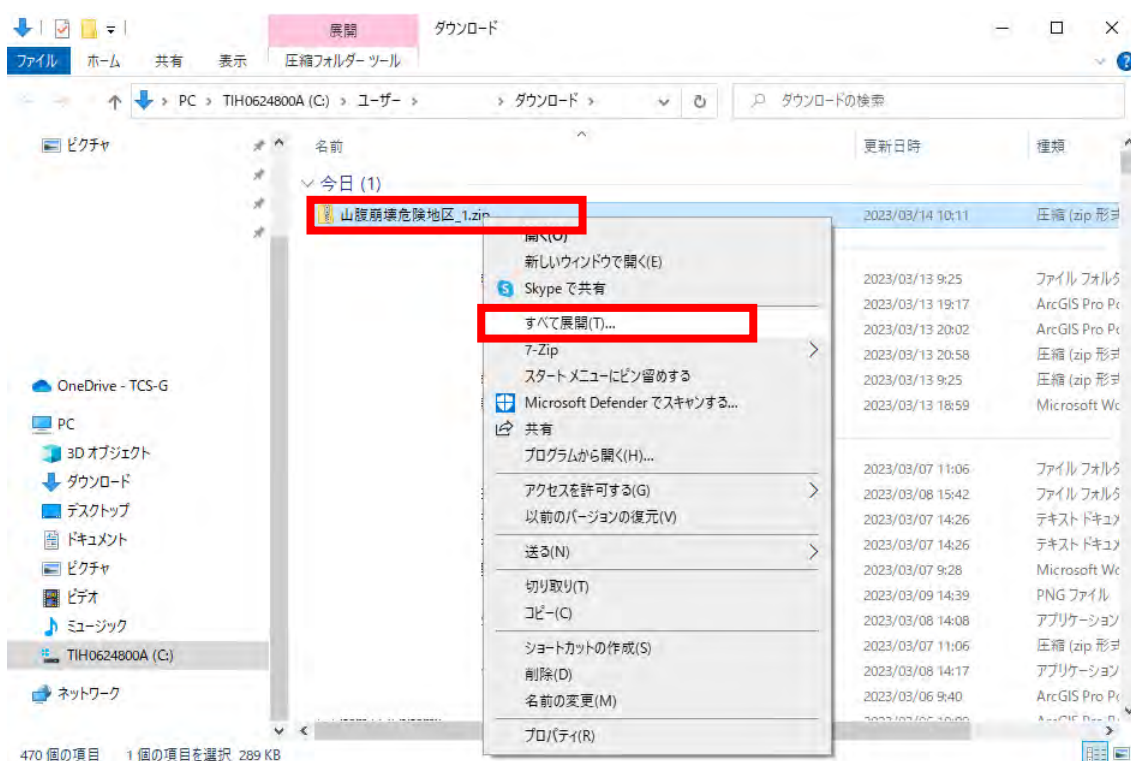 展開
ダウンロード
ファイル ホーム 共有 表示 圧縮フォルダー ツール
PC › TIH0624800A (C:) › ユーザー › › ダウンロード › ダウンロードの検索
ピクチャ
OneDrive - TCS-G
PC
3D オブジェクト
ダウンロード
デスクトップ
ドキュメント
ピクチャ
ビデオ
ミュージック
TIH0624800A (C:)
ネットワーク
名前 更新日時 種類
今日 (1)
山腹崩壊危険地区_1.zip 2023/03/14 10:11 圧縮 (zip 形式
開く(O)
新しいウィンドウで開く(E)
Skype で共有
すべて展開(T)...
7-Zip
スタート メニューにピン留めする
Microsoft Defender でスキャンする...
共有
プログラムから開く(H)...
アクセスを許可する(G)
以前のバージョンの復元(V)
送る(N)
切り取り(T)
コピー(C)
ショートカットの作成(S)
削除(D)
名前の変更(M)
プロパティ(R)
2023/03/13 9:25 ファイル フォルダ
2023/03/13 19:17 ArcGIS Pro
2023/03/13 20:02 ArcGIS Pro
2023/03/13 20:58 圧縮 (zip 形式
2023/03/13 9:25 圧縮 (zip 形式
2023/03/13 18:59 Microsoft
2023/03/07 11:06 ファイル フォルダ
2023/03/08 15:42 ファイル フォルダ
2023/03/07 14:26 テキスト ドキュメ
2023/03/07 14:26 テキスト ドキュメ
2023/03/07 9:28 Microsoft
2023/03/09 14:39 PNG ファイル
2023/03/08 14:08 アプリケーション
2023/03/07 11:06 圧縮 (zip 形式
2023/03/08 14:17 アプリケーション
2023/03/06 9:40 ArcGIS Pro
470 個の項目 1 個の項目を選択 289 KB